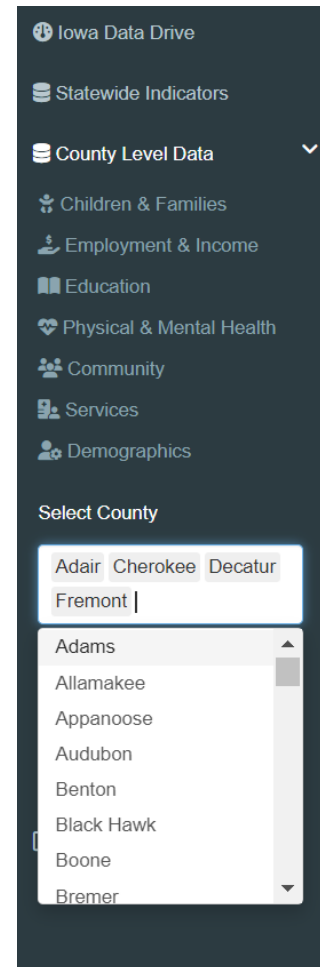 Iowa Data Drive
Statewide Indicators
County Level Data
Children & Families
Employment & Income
Education
Physical & Mental Health
Community
Services
Demographics
Select County
Adair Cherokee Decatur
Fremont
Adams
Allamakee
Appanoose
Audubon
Benton
Black Hawk
Boone
Bremer